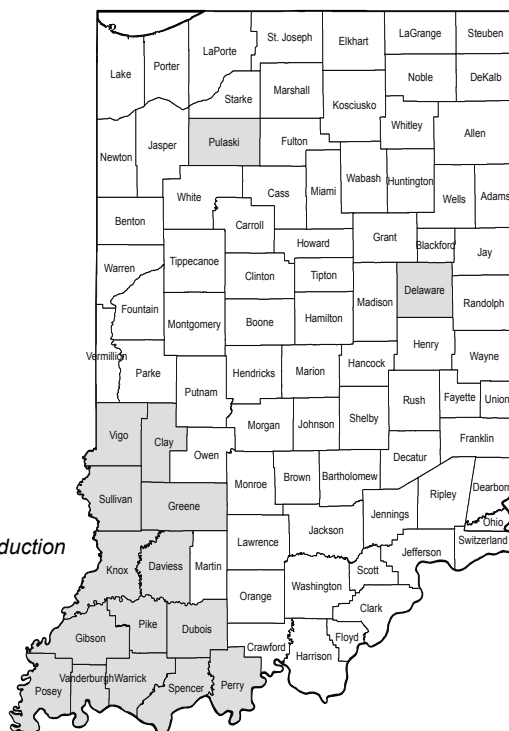 St. Joseph
Elkhart
LaGrange
Steuben
LaPorte
Lake
Porter
Noble
DeKalb
Marshall
Starke
Kosciusko
Whitley
Allen
Pulaski
Fulton
Jasper
Newton
Wabash
Huntington
Miami
Cass
White
Wells
Adams
Carroll
Benton
Grant
Howard
Blackford
Jay
Tippecanoe
Warren
Clinton
Tipton
Delaware
Madison
Randolph
Fountain
Hamilton
Montgomery
Boone
Henry
Vermillion
Wayne
Hancock
Parke
Hendricks
Marion
Putnam
Rush
Fayette
Union
Shelby
Johnson
Morgan
Vigo
Clay
Franklin
Owen
Decatur
Brown
Bartholomew
Monroe
Dearborn
Sullivan
Ripley
Greene
Jennings
Ohio
Jackson
Lawrence
Switzerland
duction
Jefferson
Knox
Daviess
Martin
Scott
Washington
Orange
Clark
Pike
Dubois
Gibson
Floyd
Crawford
Harrison
Vanderburgh
Warrick
Perry
Spencer
Posey